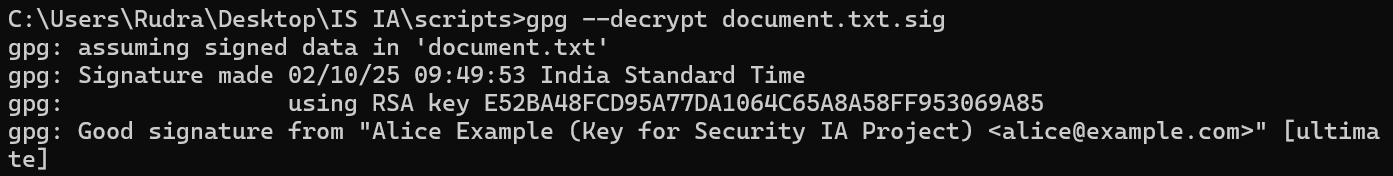 C:\Users\Rudra\Desktop\IS IA\scripts>gpg --decrypt document.txt.sig
gpg: assuming signed data in 'document.txt'
gpg: Signature made 02/10/25 09:49:53 India Standard Time
gpg:                using RSA key E52BA48FCD95A77DA1064C65A8A58FF953069A85
gpg: Good signature from "Alice Example (Key for Security IA Project) <alice@example.com>" [ultima
te]